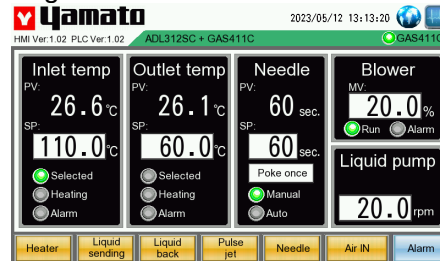 Yamato
2023/05/12 13:13:20
HMI Ver:1.02 PLC Ver:1.02
ADL312SC + GAS411C
GAS411C
Inlet temp
PV:
26.6 ℃
SP:
110.0 ℃
Selected
Heating
Alarm
Outlet temp
PV:
26.1 ℃
SP:
60.0 ℃
Selected
Heating
Alarm
Needle
PV:
60 sec.
SP:
60 sec.
Poke once
Manual
Auto
Blower
MV:
20.0 %
Run
Alarm
Liquid pump
20.0 rpm
Heater
Liquid sending
Liquid back
Pulse jet
Needle
Air IN
Alarm